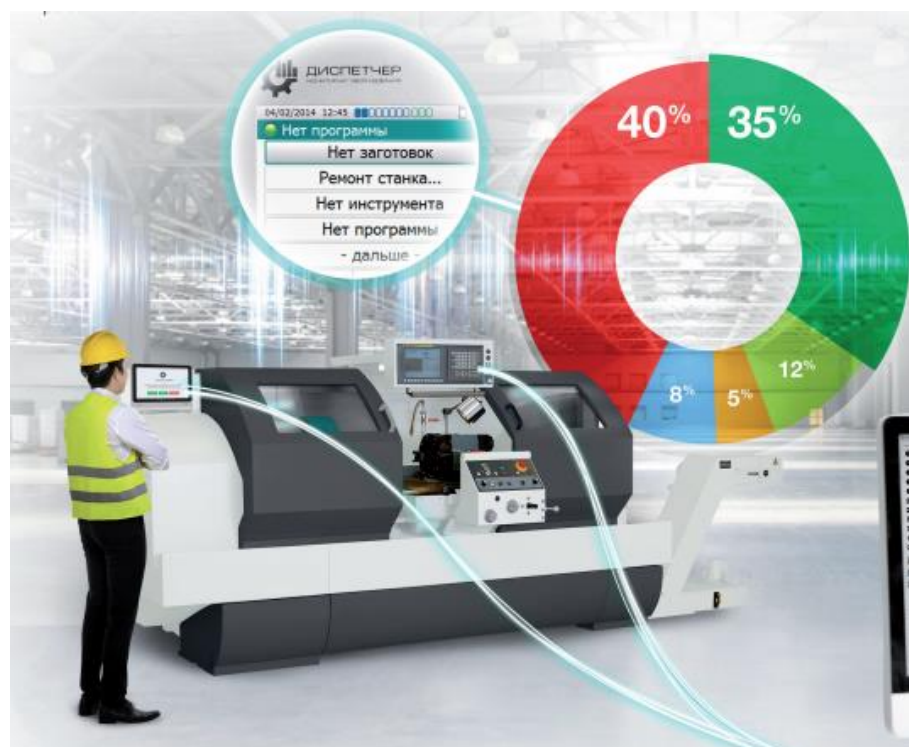 ДИСПЕТЧЕР
04/02/2014 12:45
Нет программы
Нет заготовок
Ремонт станка...
Нет инструмента
Нет программы
- дальше -
40%
35%
12%
5%
8%